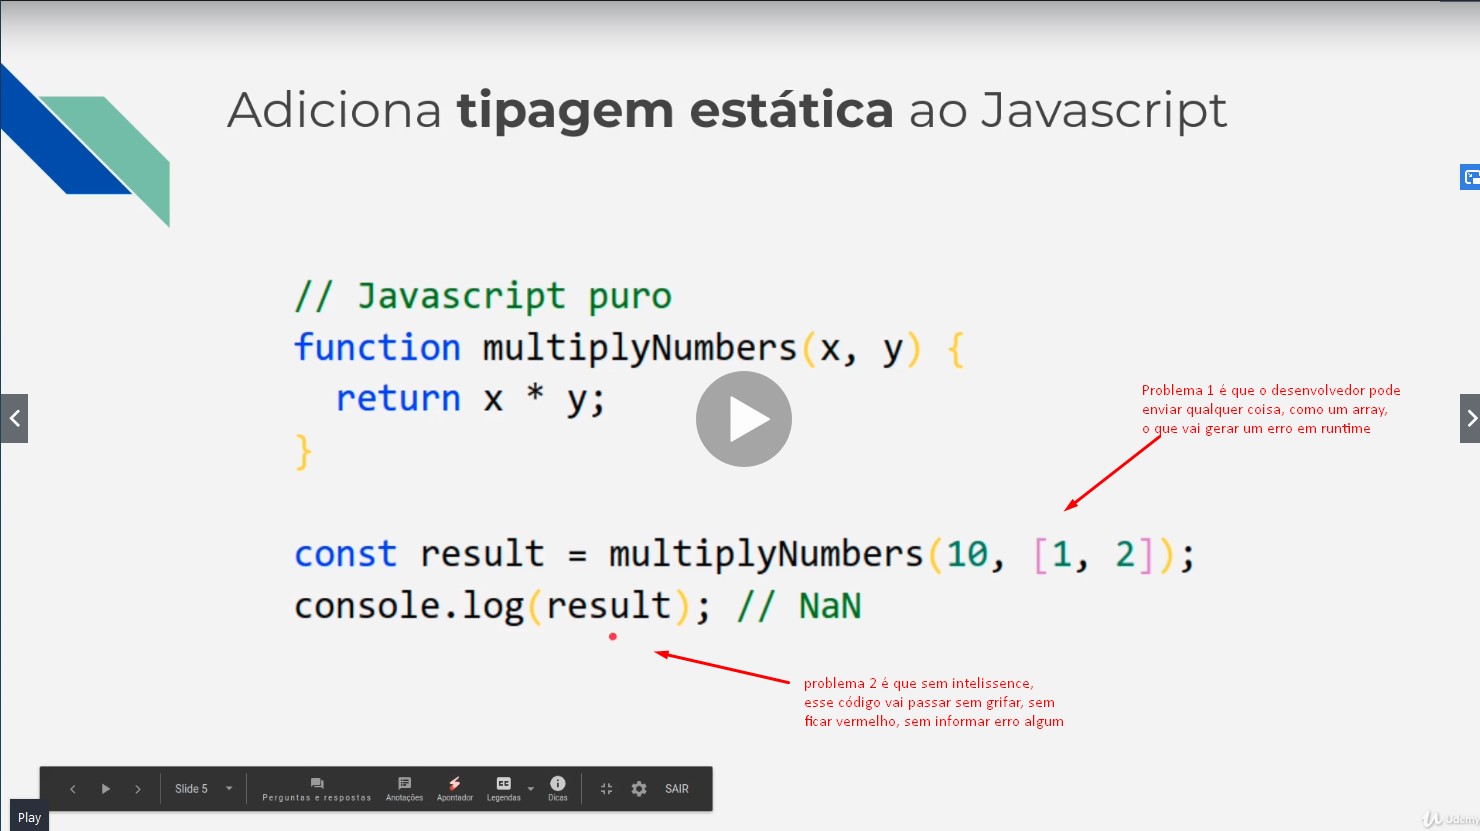 Adiciona tipagem estática ao Javascript
// Javascript puro
function multiplyNumbers(x, y) {
return x * y;
}
Problema 1 é que o desenvolvedor pode
enviar qualquer coisa, como um array,
o que vai gerar um erro em runtime
const result = multiplyNumbers(10, [1, 2]);
console.log(result); // NaN
problema 2 é que sem intelissence,
esse código vai passar sem grifar, sem
ficar vermelho, sem informar erro algum
Slide 5
Perguntas e respostas
Anotações
Apontador
CC
Legendas
Dicas
SAIR
Play
Udemy